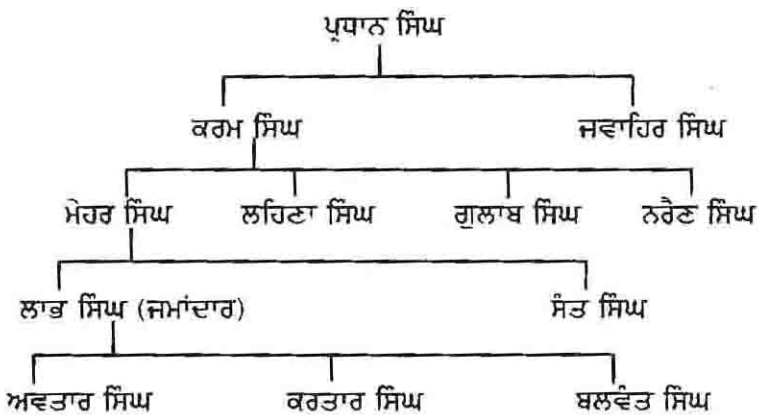 ਪ੍ਰਧਾਨ ਸਿੰਘ
ਕਰਮ ਸਿੰਘ ਜਵਾਹਿਰ ਸਿੰਘ
ਮੇਹਰ ਸਿੰਘ ਲਹਿਣਾ ਸਿੰਘ ਗੁਲਾਬ ਸਿੰਘ ਨਰੈਣ ਸਿੰਘ
ਲਾਭ ਸਿੰਘ (ਜਮਾਂਦਾਰ) ਸੰਤ ਸਿੰਘ
ਅਵਤਾਰ ਸਿੰਘ ਕਰਤਾਰ ਸਿੰਘ ਬਲਵੰਤ ਸਿੰਘ